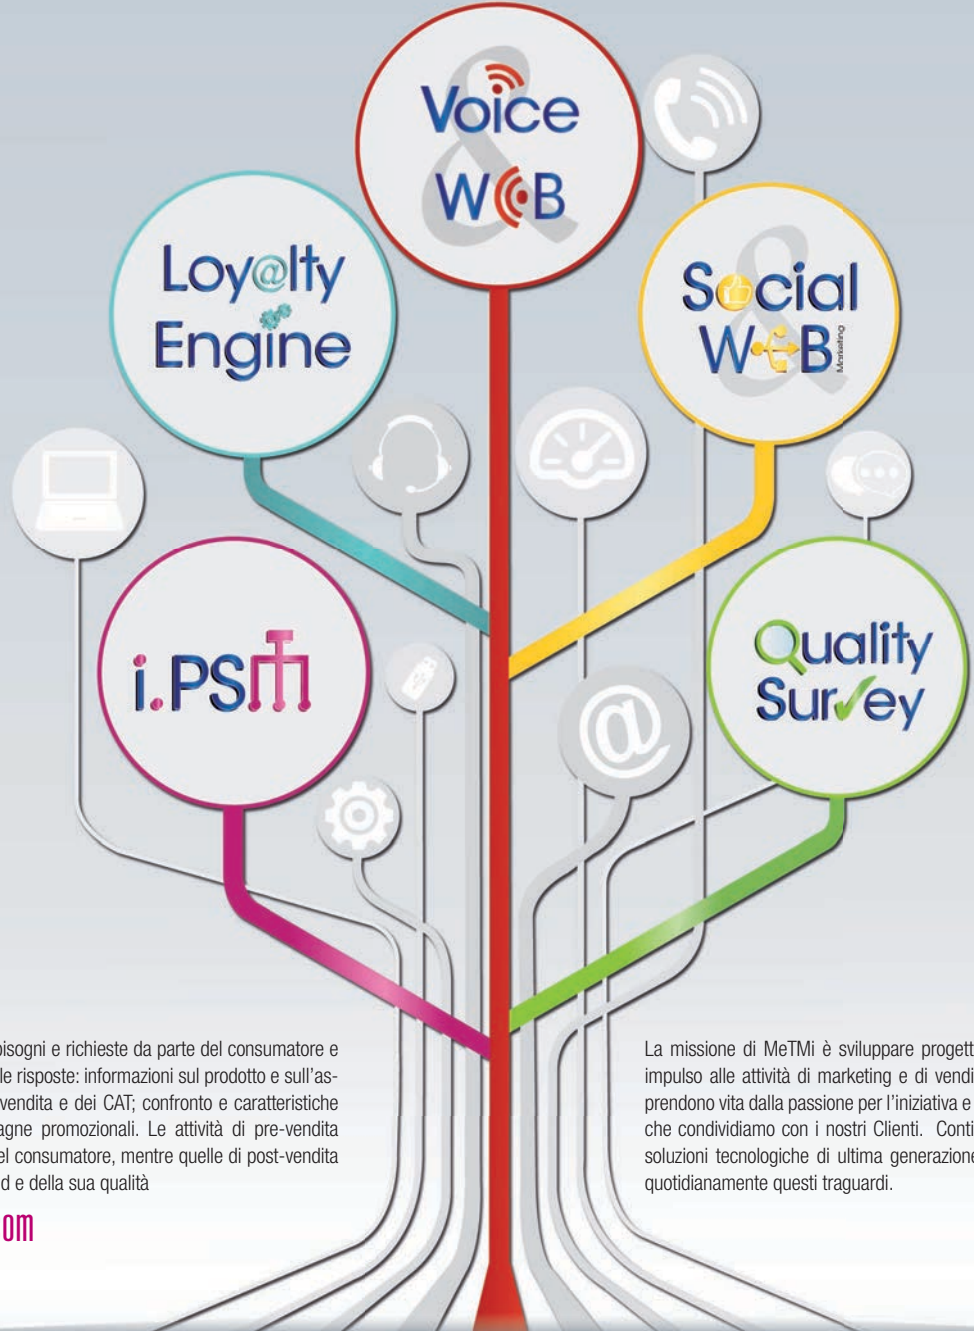 Voice
&
WEB
Loy@lty
Engine
Social
&
WEB
Marketing
i.PSM
Quality
Survey
@
bisogni e richieste da parte del consumatore e
le risposte: informazioni sul prodotto e sull'as-
vendita e dei CAT; confronto e caratteristiche
agne promozionali. Le attività di pre-vendita
el consumatore, mentre quelle di post-vendita
d e della sua qualità
om
La missione di MeTMi è sviluppare progett
impulso alle attività di marketing e di vendi
prendono vita dalla passione per l'iniziativa e
che condividiamo con i nostri Clienti. Conti
soluzioni tecnologiche di ultima generazione
quotidianamente questi traguardi.